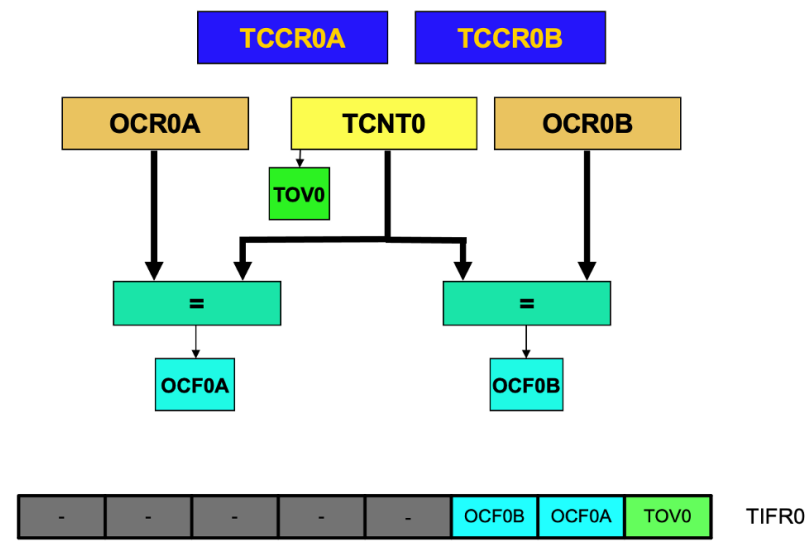 TCCR0A TCCR0B
OCR0A TCNT0 OCR0B
TOV0
= =
OCF0A OCF0B
- - - - - OCF0B OCF0A TOV0 TIFR0